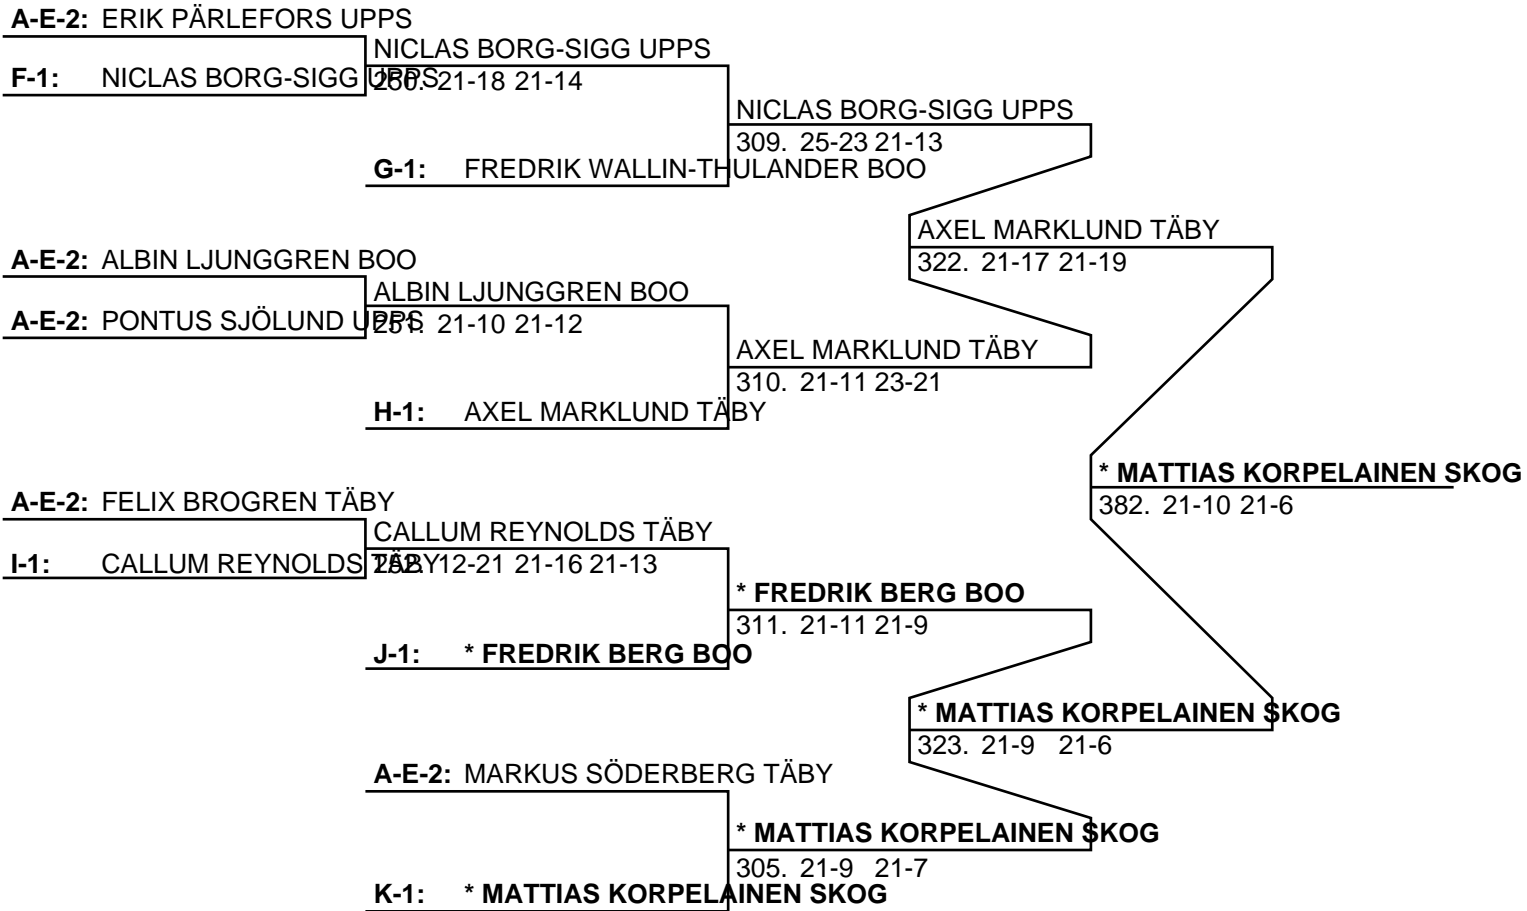 A-E-2: ERIK PÄRLEFORS UPPS
NICLAS BORG-SIGG UPPS
F-1: NICLAS BORG-SIGG UPPS
250. 21-18 21-14
NICLAS BORG-SIGG UPPS
309. 25-23 21-13
G-1: FREDRIK WALLIN-THULANDER BOO
AXEL MARKLUND TÄBY
322. 21-17 21-19
A-E-2: ALBIN LJUNGGREN BOO
ALBIN LJUNGGREN BOO
A-E-2: PONTUS SJÖLUND UPPS
251. 21-10 21-12
AXEL MARKLUND TÄBY
310. 21-11 23-21
H-1: AXEL MARKLUND TÄBY
* MATTIAS KORPELAINEN SKOG
382. 21-10 21-6
A-E-2: FELIX BROGREN TÄBY
CALLUM REYNOLDS TÄBY
I-1: CALLUM REYNOLDS TÄBY
252. 12-21 21-16 21-13
* FREDRIK BERG BOO
311. 21-11 21-9
J-1: * FREDRIK BERG BOO
* MATTIAS KORPELAINEN SKOG
323. 21-9 21-6
A-E-2: MARKUS SÖDERBERG TÄBY
* MATTIAS KORPELAINEN SKOG
305. 21-9 21-7
K-1: * MATTIAS KORPELAINEN SKOG